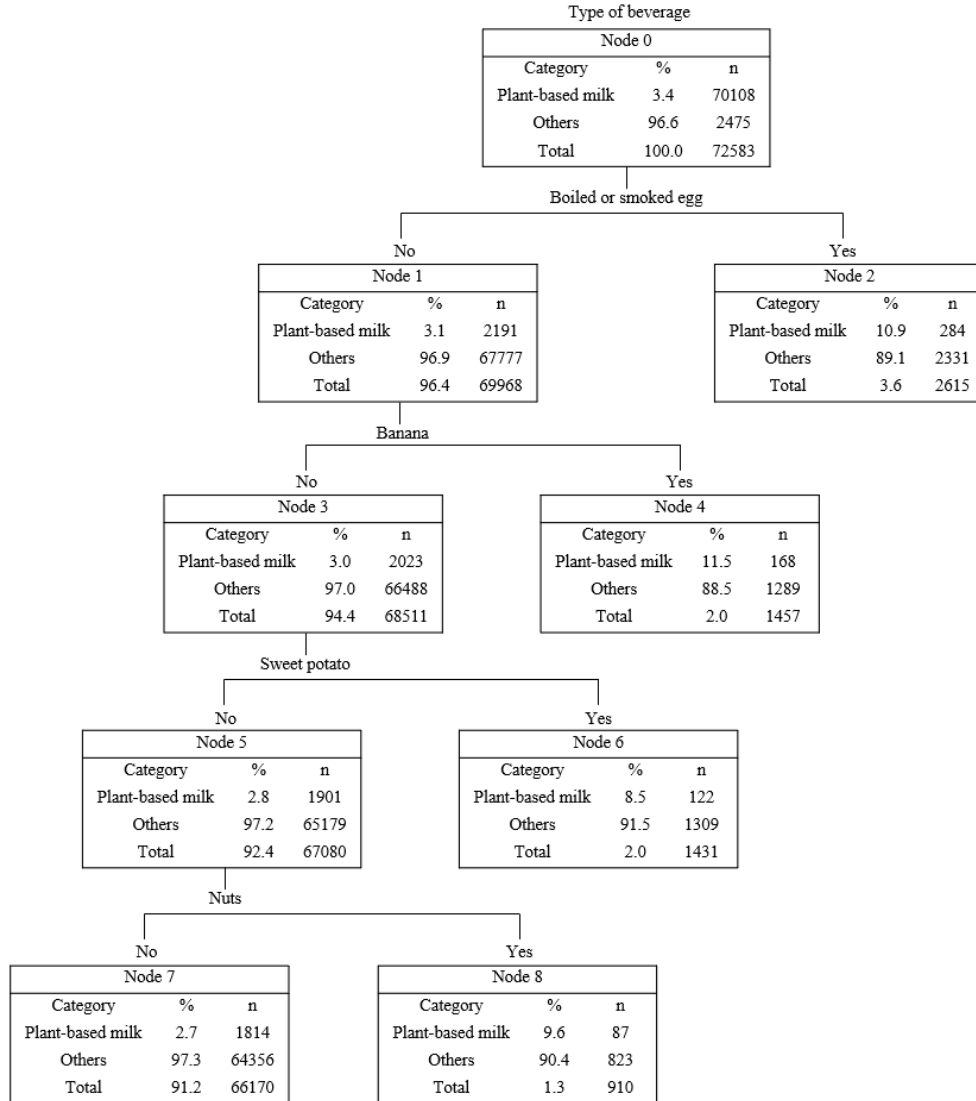 Type of beverage
Node 0
Category % n
Plant-based milk 3.4 70108
Others 96.6 2475
Total 100.0 72583
Boiled or smoked egg
No
Yes
Node 1
Category % n
Plant-based milk 3.1 2191
Others 96.9 67777
Total 96.4 69968
Node 2
Category % n
Plant-based milk 10.9 284
Others 89.1 2331
Total 3.6 2615
Banana
No
Yes
Node 3
Category % n
Plant-based milk 3.0 2023
Others 97.0 66488
Total 94.4 68511
Node 4
Category % n
Plant-based milk 11.5 168
Others 88.5 1289
Total 2.0 1457
Sweet potato
No
Yes
Node 5
Category % n
Plant-based milk 2.8 1901
Others 97.2 65179
Total 92.4 67080
Node 6
Category % n
Plant-based milk 8.5 122
Others 91.5 1309
Total 2.0 1431
Nuts
No
Yes
Node 7
Category % n
Plant-based milk 2.7 1814
Others 97.3 64356
Total 91.2 66170
Node 8
Category % n
Plant-based milk 9.6 87
Others 90.4 823
Total 1.3 910